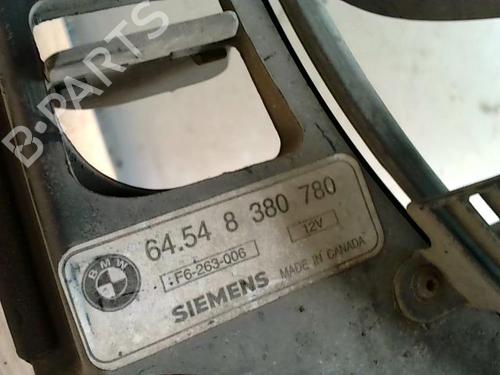 B-PARTS
64.54 8 380 780
BMW
F6-263-006
12V
SIEMENS MADE IN CANADA